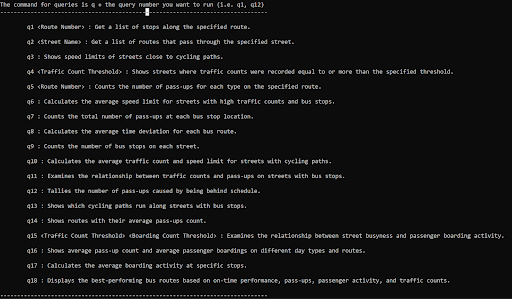 The command for queries is q + the query number you want to run (i.e. q1, q12)
--------------------------------------------------------------------------------
q1 <Route Number> : Get a list of stops along the specified route.
q2 <Street Name> : Get a list of routes that pass through the specified street.
q3 : Shows speed limits of streets close to cycling paths.
q4 <Traffic Count Threshold> : Shows streets where traffic counts were recorded equal to or more than the specified threshold.
q5 <Route Number> : Counts the number of pass-ups for each type on the specified route.
q6 : Calculates the average speed limit for streets with high traffic counts and bus stops.
q7 : Counts the total number of pass-ups at each bus stop location.
q8 : Calculates the average time deviation for each bus route.
q9 : Counts the number of bus stops on each street.
q10 : Calculates the average traffic count and speed limit for streets with cycling paths.
q11 : Examines the relationship between traffic counts and pass-ups on streets with bus stops.
q12 : Tallies the number of pass-ups caused by being behind schedule.
q13 : Shows which cycling paths run along streets with bus stops.
q14 : Shows routes with their average pass-ups count.
q15 <Traffic Count Threshold> <Boarding Count Threshold> : Examines the relationship between street busyness and passenger boarding activity.
q16 : Shows average pass-up count and average passenger boardings on different day types and routes.
q17 : Calculates the average boarding activity at specific stops.
q18 : Displays the best-performing bus routes based on on-time performance, pass-ups, passenger activity, and traffic counts.
--------------------------------------------------------------------------------